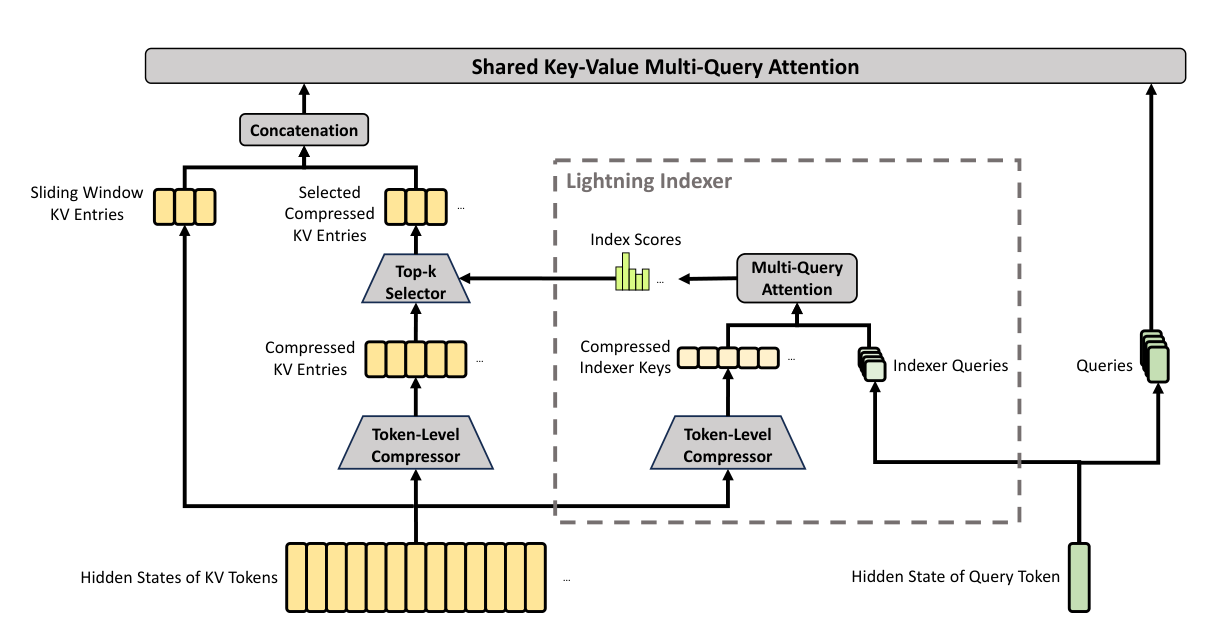 Shared Key-Value Multi-Query Attention
Concatenation
Sliding Window
KV Entries
Selected
Compressed
KV Entries
...
Lightning Indexer
Index Scores
...
Top-k
Selector
Multi-Query
Attention
Compressed
KV Entries
...
Compressed
Indexer Keys
...
Indexer Queries
Queries
Token-Level
Compressor
Token-Level
Compressor
Hidden States of KV Tokens
...
Hidden State of Query Token